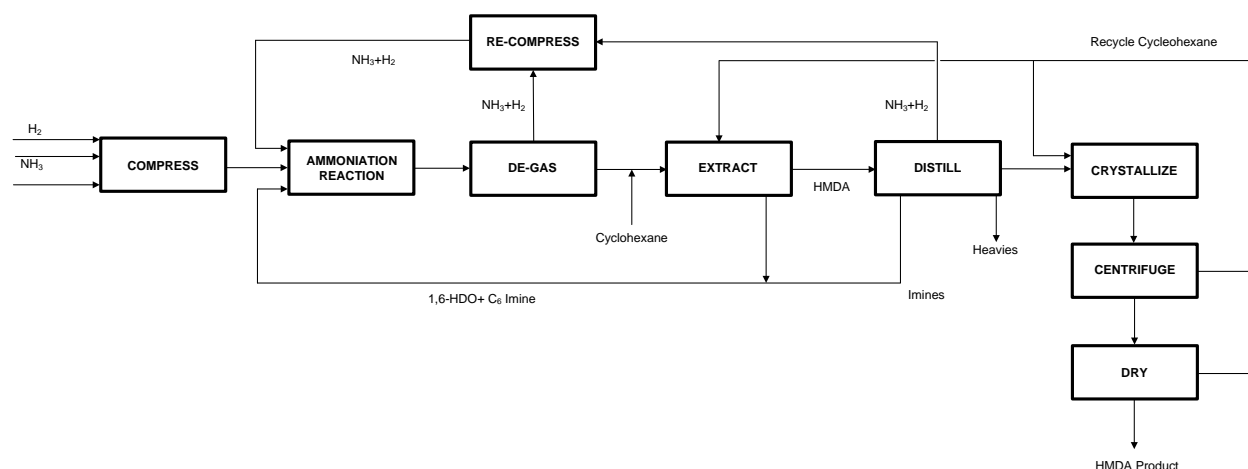 RE-COMPRESS
Recycle Cycleohexane
NH3+H2
NH3+H2
NH3+H2
H2
NH3
COMPRESS
AMMONIATION
REACTION
DE-GAS
EXTRACT
DISTILL
CRYSTALLIZE
HMDA
Cyclohexane
Heavies
CENTRIFUGE
1,6-HDO+ C6 Imine
Imines
DRY
HMDA Product